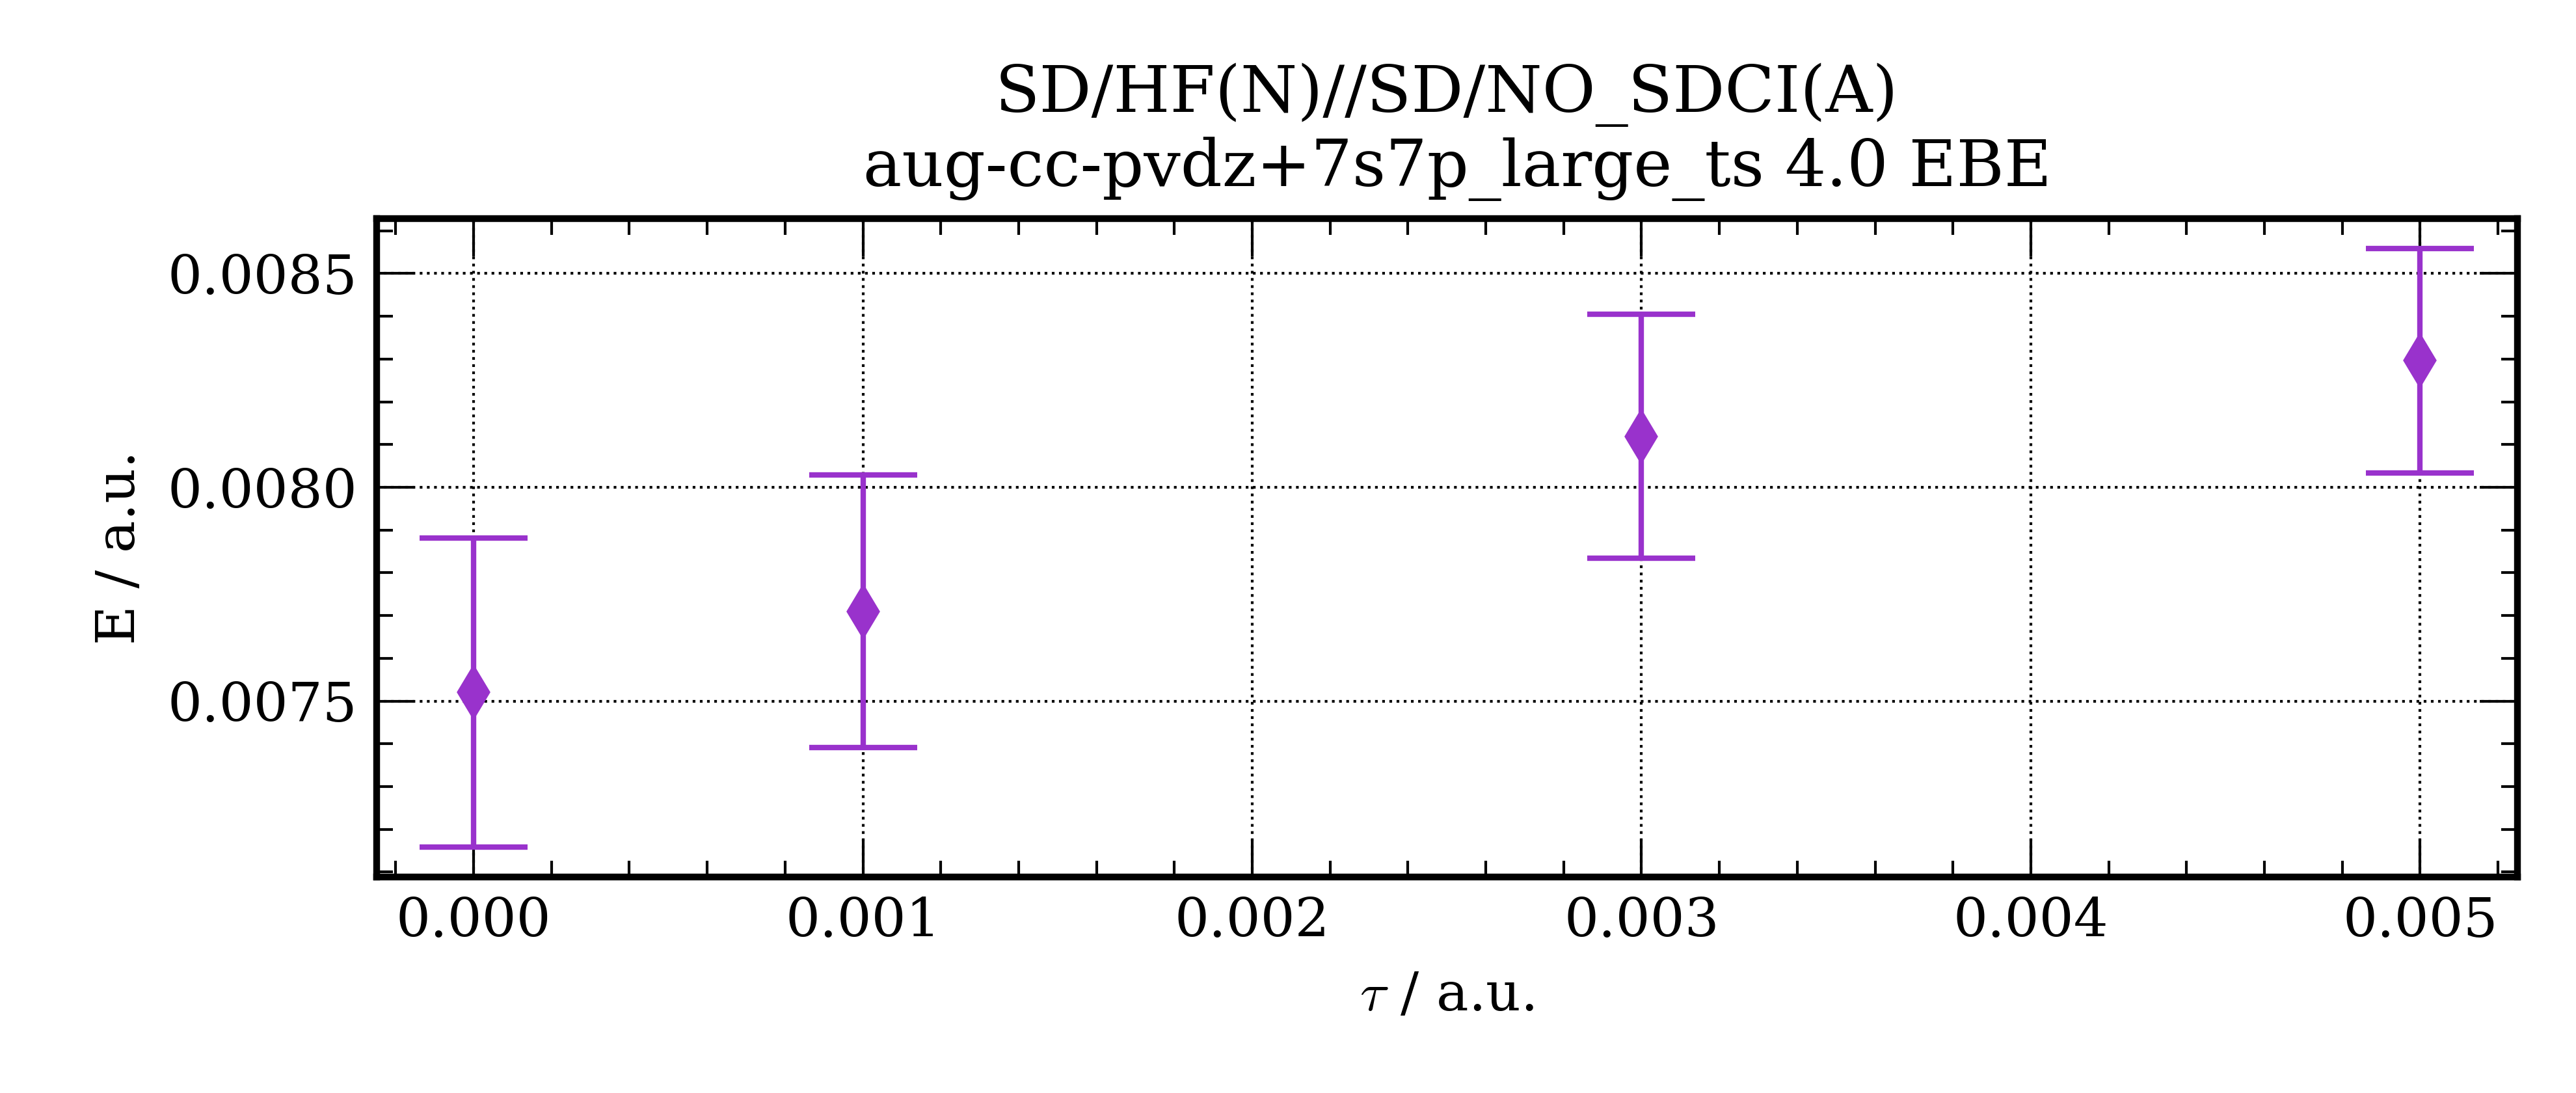 SD/HF(N)//SD/NO_SDCI(A)
aug-cc-pvdz+7s7p_large_ts 4.0 EBE
E / a.u.
0.0085
0.0080
0.0075
0.000 0.001 0.002 0.003 0.004 0.005
τ / a.u.